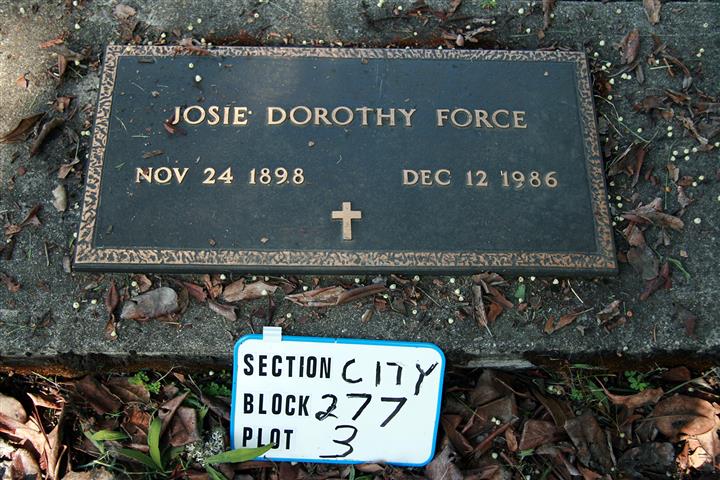 JOSIE DOROTHY FORCE
NOV 24 1898 DEC 12 1986
SECTION CITY
BLOCK 277
PLOT 3